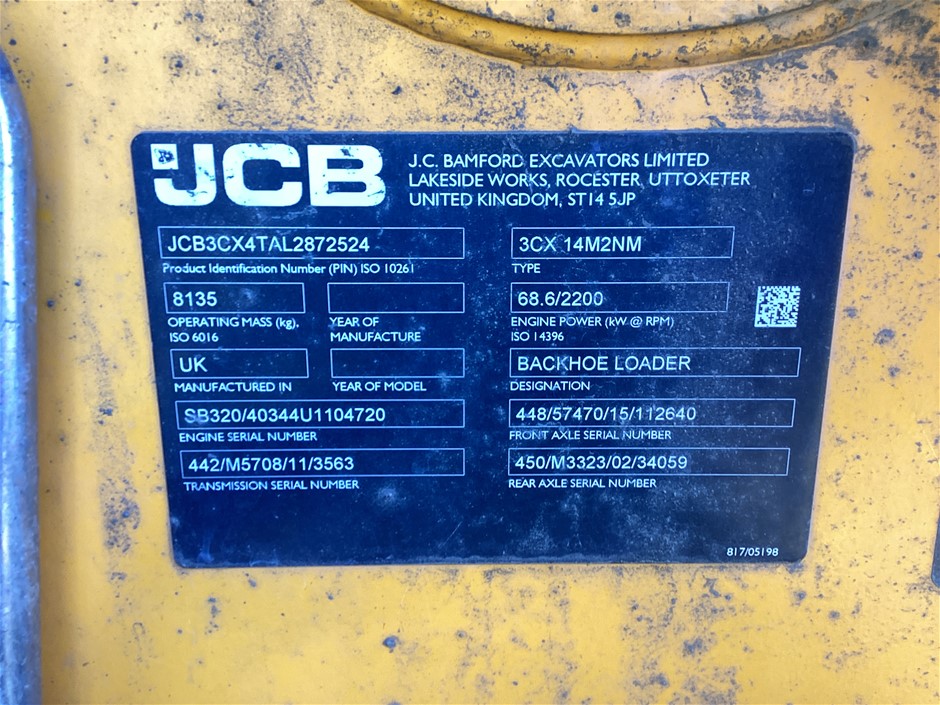 JCB
J.C. BAMFORD EXCAVATORS LIMITED
LAKESIDE WORKS, ROCESTER, UTTOXETER
UNITED KINGDOM, ST14 5JP
JCB3CX4TAL2872524
Product Identification Number (PIN) ISO 10261
3CX 14M2NM
TYPE
8135
OPERATING MASS (kg),
ISO 6016
YEAR OF
MANUFACTURE
68.6/2200
ENGINE POWER (kW @ RPM)
ISO 14396
UK
MANUFACTURED IN
YEAR OF MODEL
BACKHOE LOADER
DESIGNATION
SB320/40344U1104720
ENGINE SERIAL NUMBER
448/57470/15/112640
FRONT AXLE SERIAL NUMBER
442/M5708/11/3563
TRANSMISSION SERIAL NUMBER
450/M3323/02/34059
REAR AXLE SERIAL NUMBER
817/05198